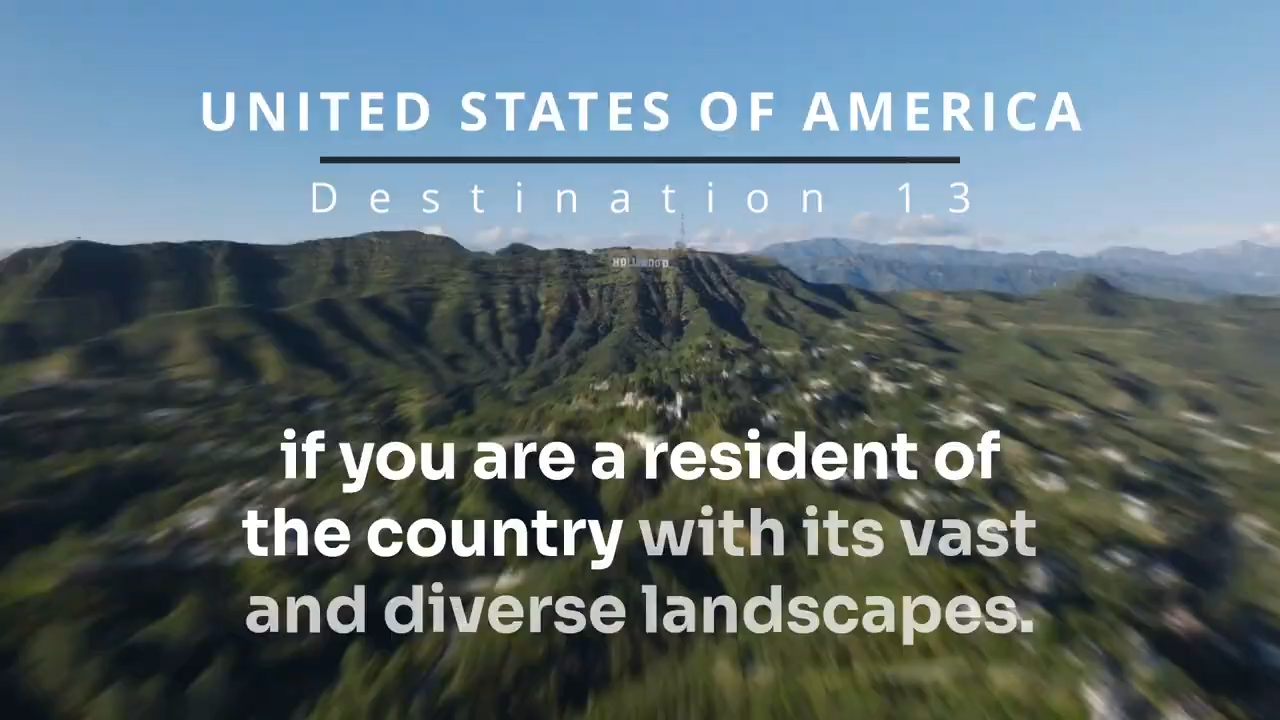 UNITED STATES OF AMERICA
Destination 13
HOLLYWOOD
if you are a resident of
the country with its vast
and diverse landscapes.